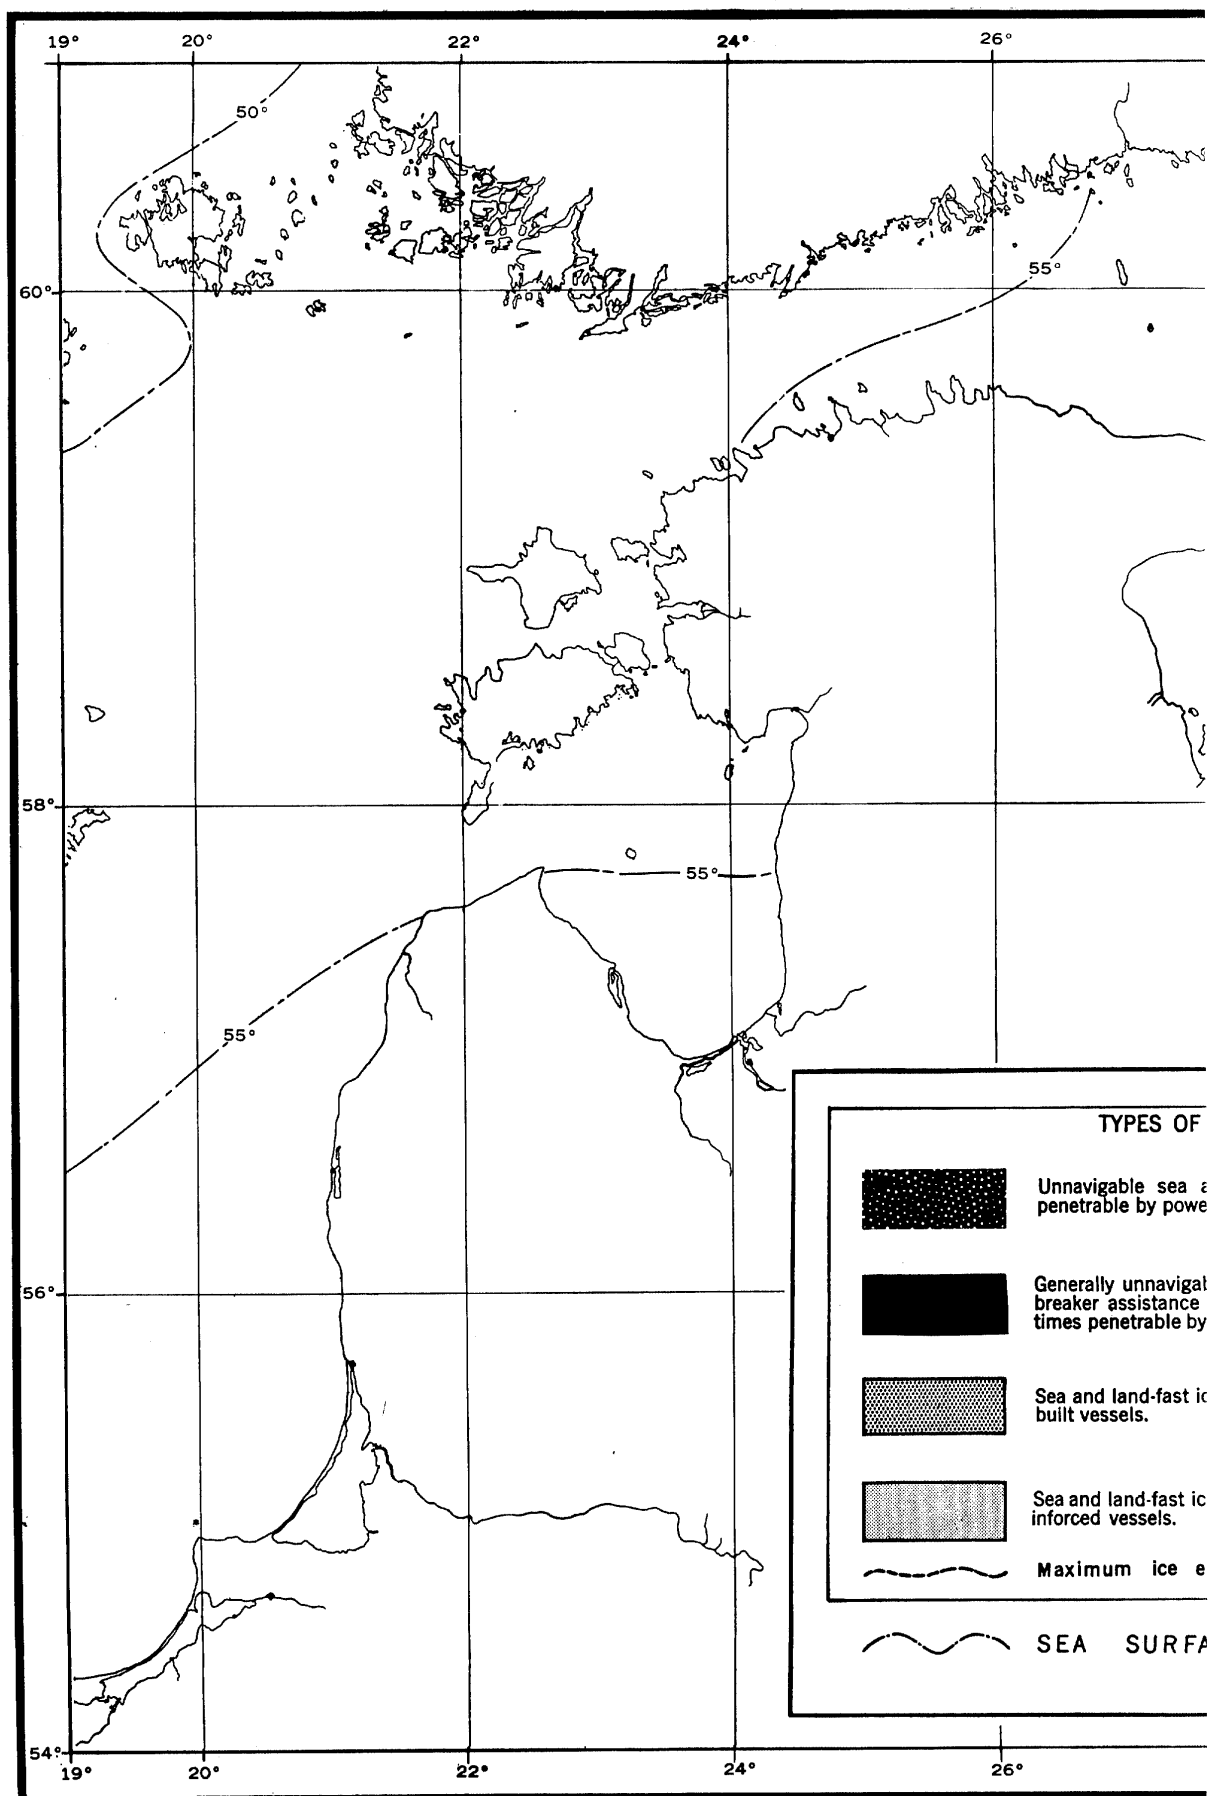 19° 20° 22° 24° 26°
50°
55°
60°
58°
55°
55°
TYPES OF
Unnavigable sea
penetrable by powe
Generally unnavigab
breaker assistance
times penetrable by
56°
Sea and land-fast ic
built vessels.
Sea and land-fast ic
inforced vessels.
Maximum ice e
SEA SURFA
54°
19° 20° 22° 24° 26°